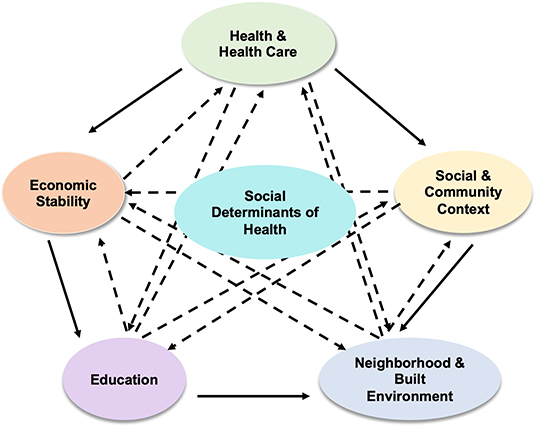 Health &
Health Care
Economic
Stability
Social
Determinants of
Health
Social &
Community
Context
Education
Neighborhood &
Built
Environment